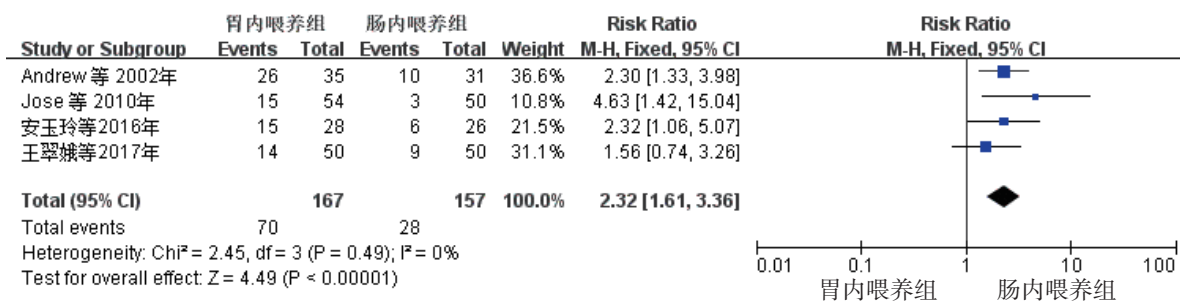 胃内喂养组 肠内喂养组 Risk Ratio Risk Ratio
Study or Subgroup Events Total Events Total Weight M-H, Fixed, 95% CI M-H, Fixed, 95% CI
Andrew 等 2002年 26 35 10 31 36.6% 2.30 [1.33, 3.98]
Jose 等 2010年 15 54 3 50 10.8% 4.63 [1.42, 15.04]
安玉玲等2016年 15 28 6 26 21.5% 2.32 [1.06, 5.07]
王翠娥等2017年 14 50 9 50 31.1% 1.56 [0.74, 3.26]
Total (95% CI) 167 157 100.0% 2.32 [1.61, 3.36]
Total events 70 28
Heterogeneity: Chi² = 2.45, df = 3 (P = 0.49); I² = 0%
Test for overall effect: Z = 4.49 (P < 0.00001)
0.01 0.1 1 10 100
胃内喂养组 肠内喂养组